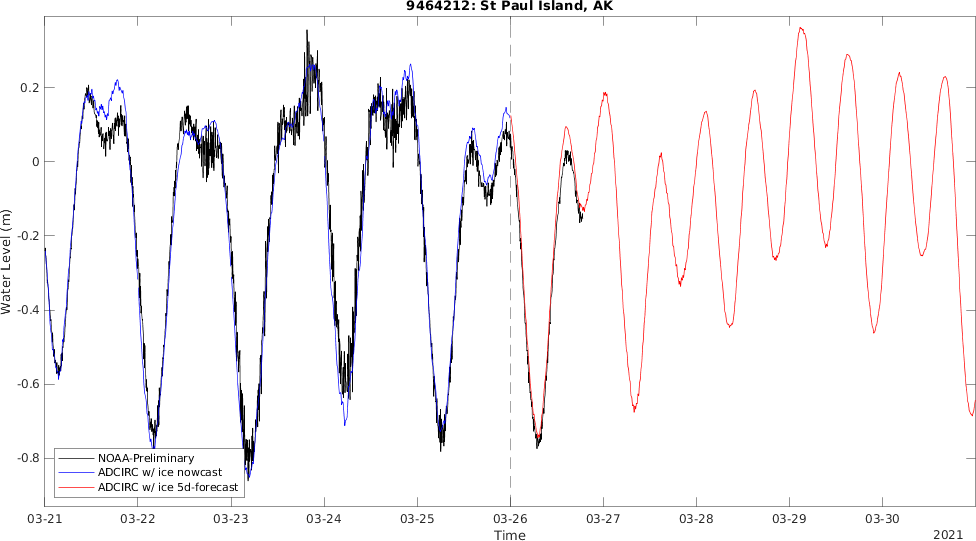 9464212: St Paul Island, AK
Water Level (m)
0.2
0
-0.2
-0.4
-0.6
-0.8
NOAA-Preliminary
ADCIRC w/ ice nowcast
ADCIRC w/ ice 5d-forecast
03-21 03-22 03-23 03-24 03-25 03-26 03-27 03-28 03-29 03-30
Time
2021